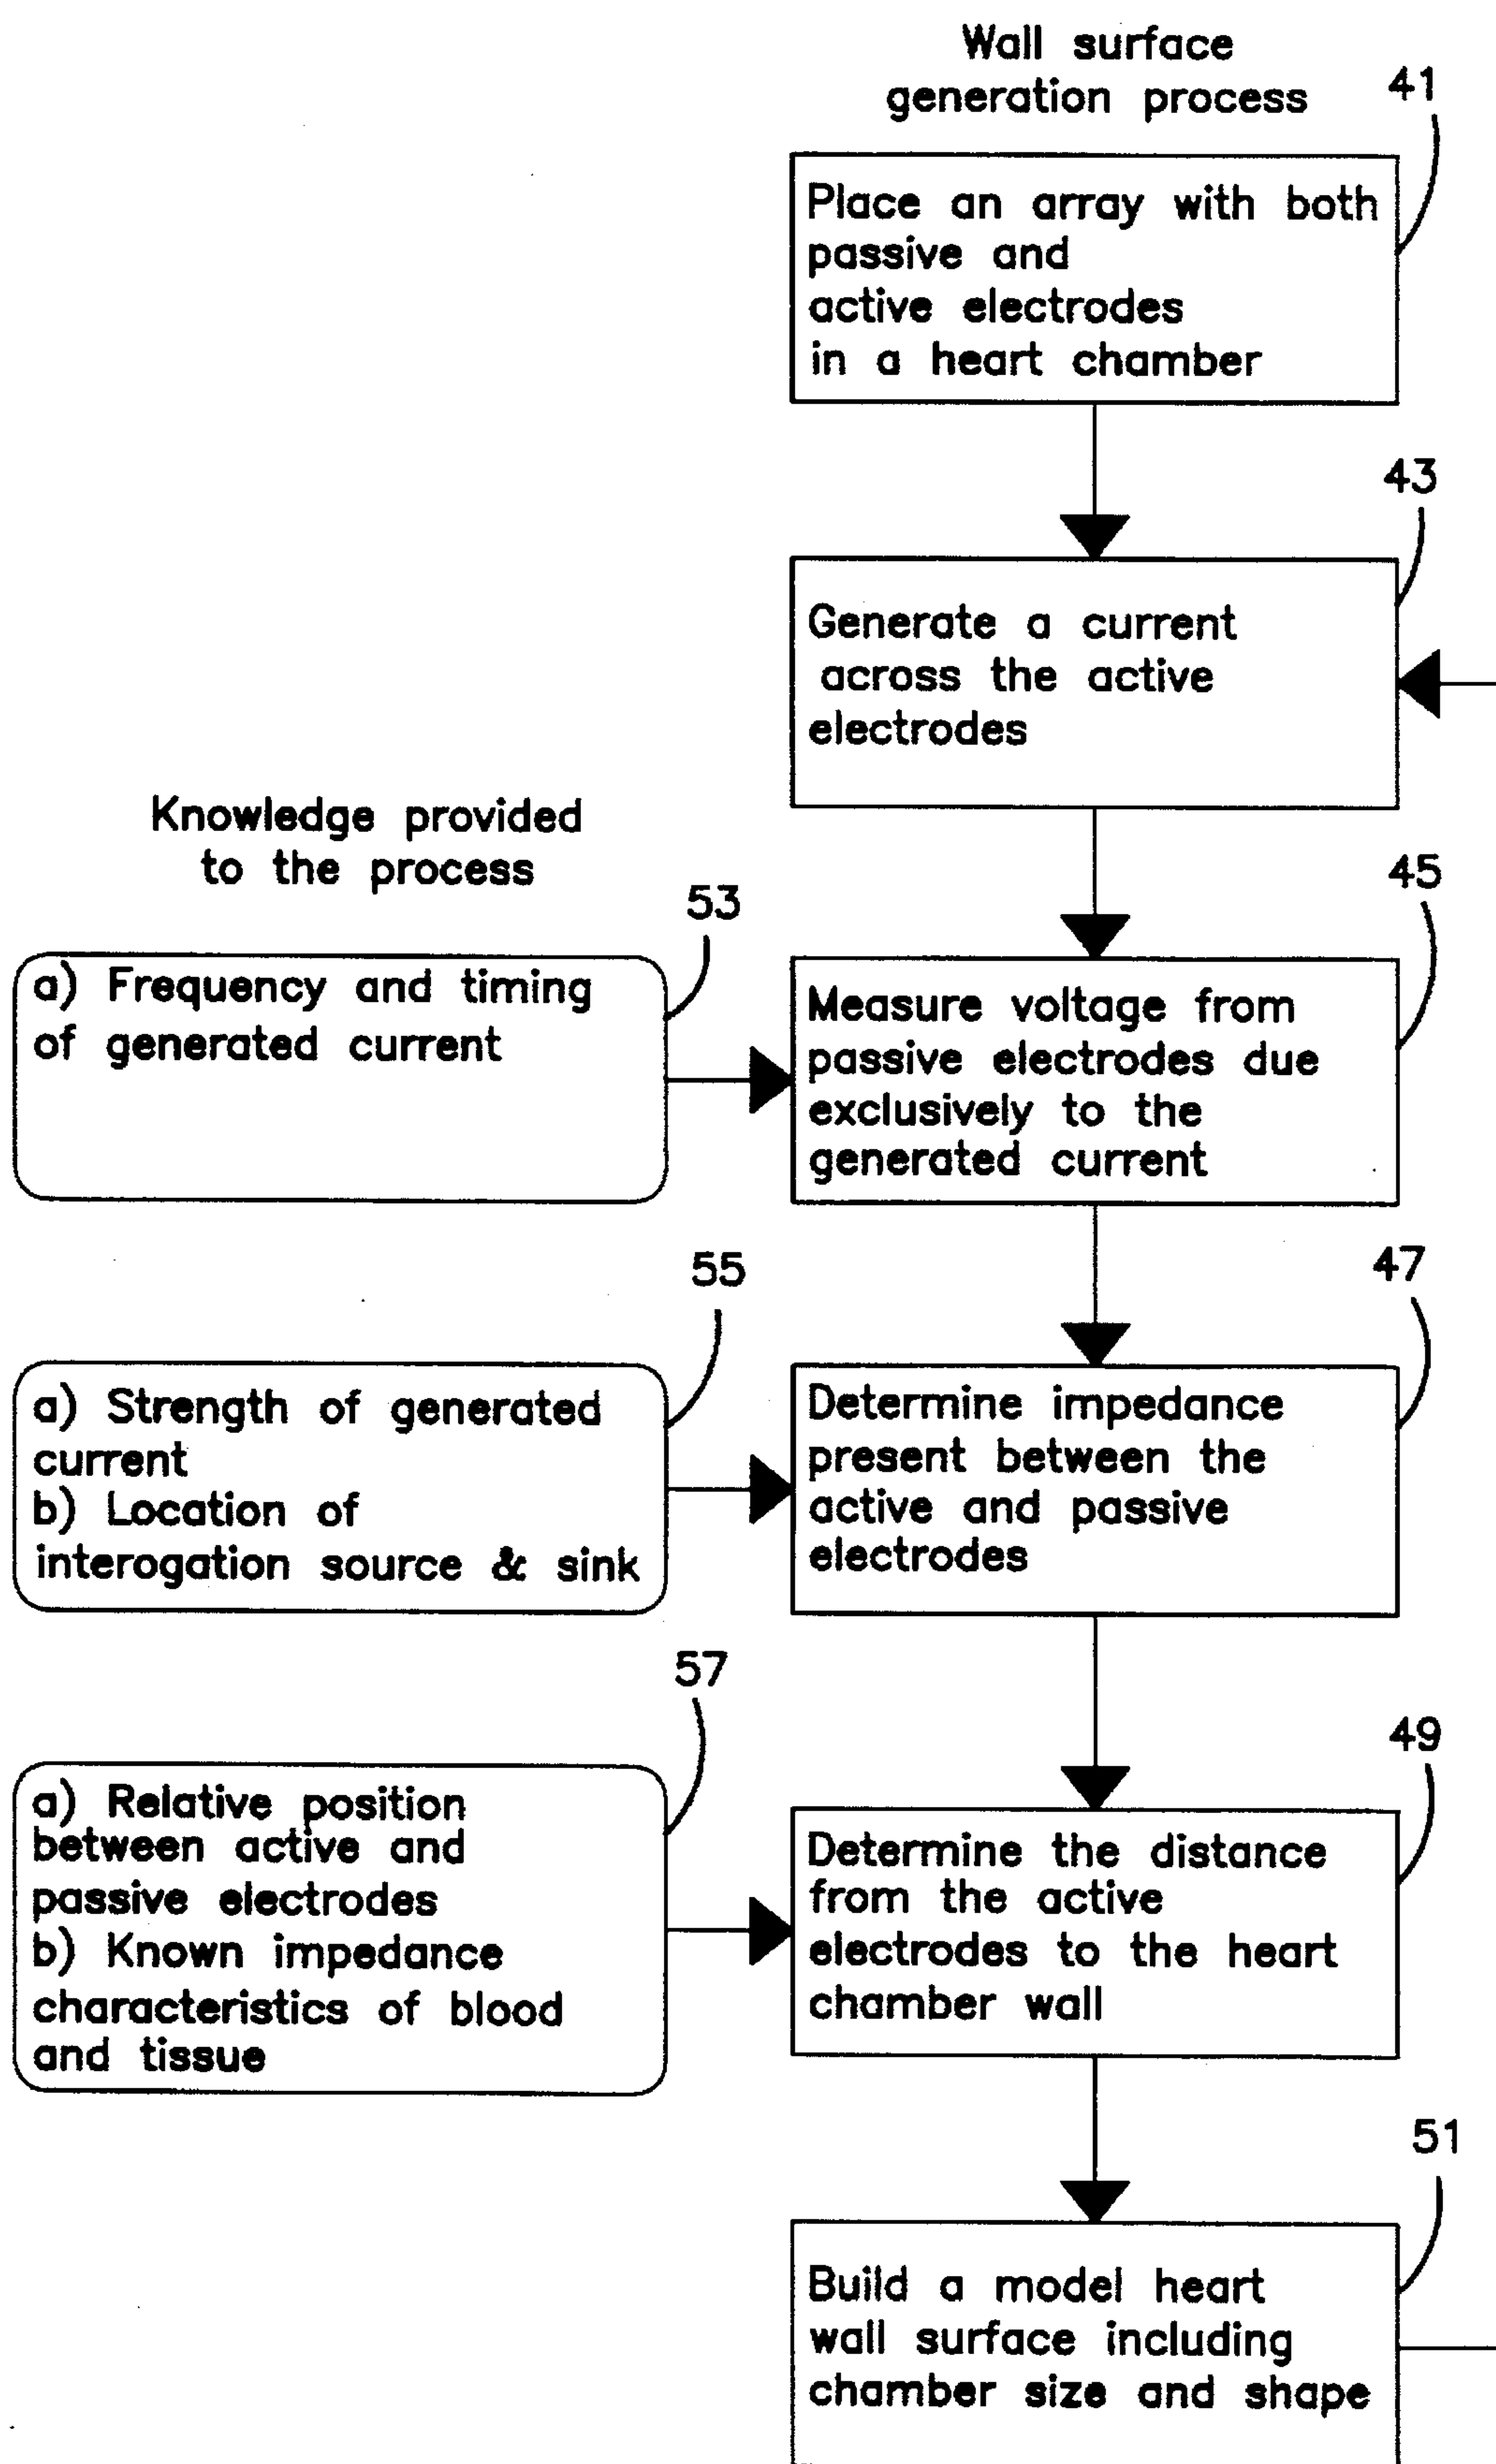 Wall surface
generation process
41
Place an array with both
passive and
active electrodes
in a heart chamber
43
Generate a current
across the active
electrodes
Knowledge provided
to the process
53
a) Frequency and timing
of generated current
45
Measure voltage from
passive electrodes due
exclusively to the
generated current
55
a) Strength of generated
current
b) Location of
interogation source & sink
47
Determine impedance
present between the
active and passive
electrodes
57
a) Relative position
between active and
passive electrodes
b) Known impedance
characteristics of blood
and tissue
49
Determine the distance
from the active
electrodes to the heart
chamber wall
51
Build a model heart
wall surface including
chamber size and shape